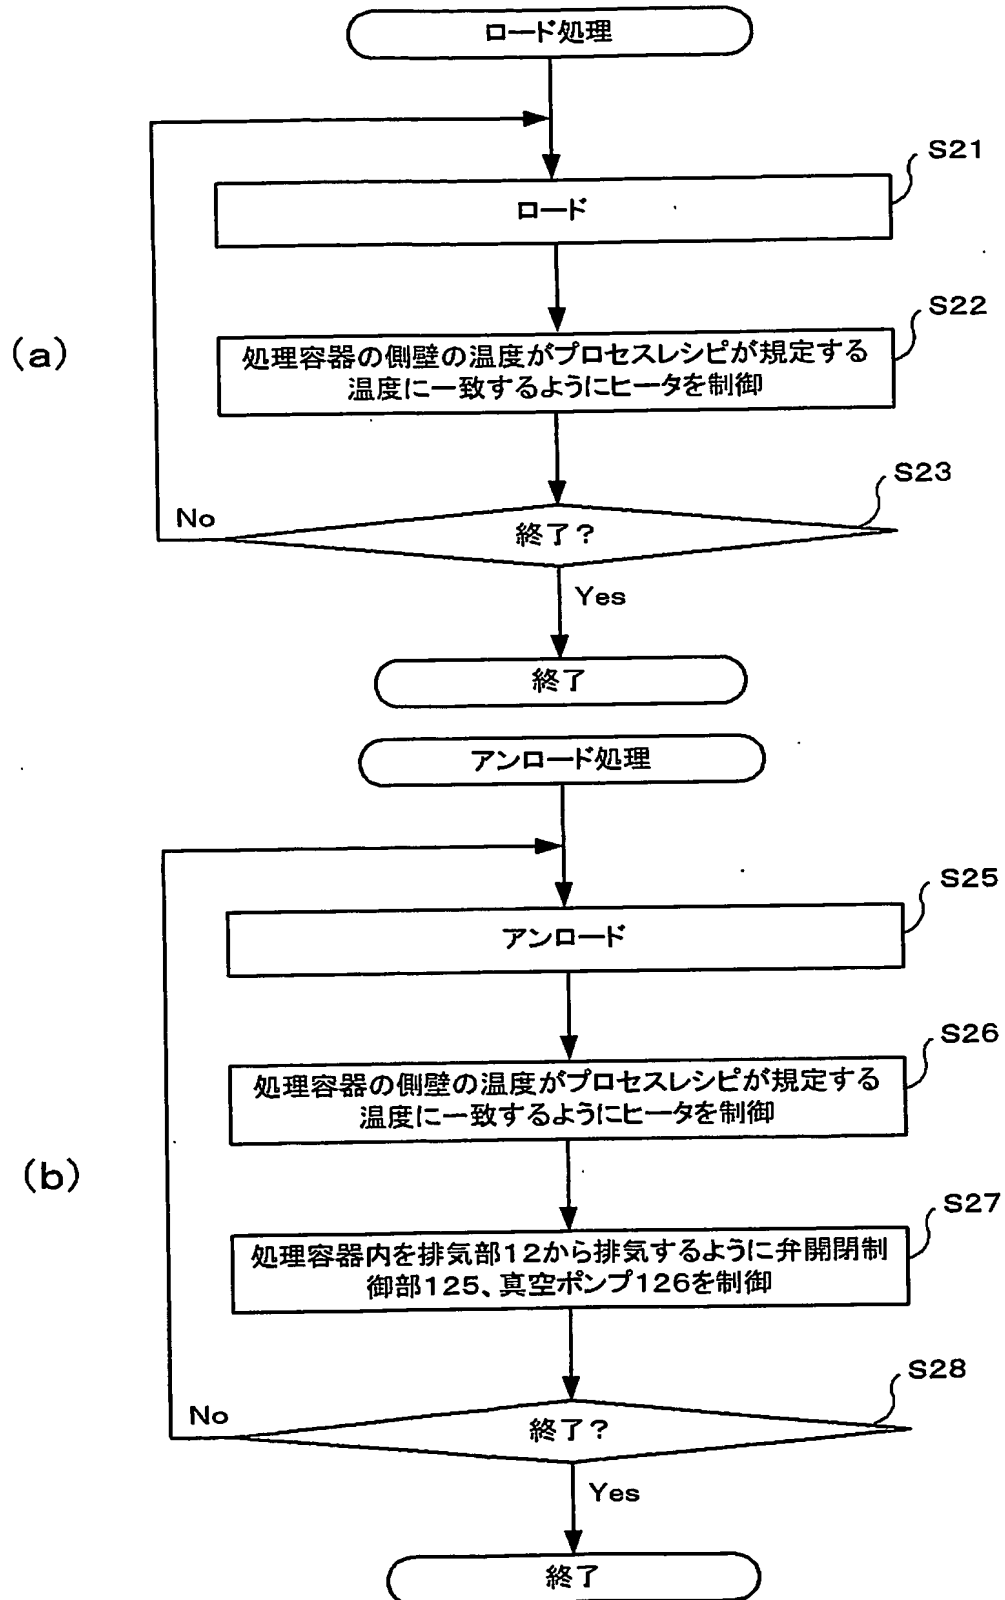 ロード処理
S21
ロード
S22
(a)
処理容器の側壁の温度がプロセスレシピが規定する
温度に一致するようにヒータを制御
S23
No
終了？
Yes
終了
アンロード処理
S25
アンロード
S26
処理容器の側壁の温度がプロセスレシピが規定する
温度に一致するようにヒータを制御
(b)
S27
処理容器内を排気部12から排気するように弁開閉制
御部125、真空ポンプ126を制御
S28
No
終了？
Yes
終了